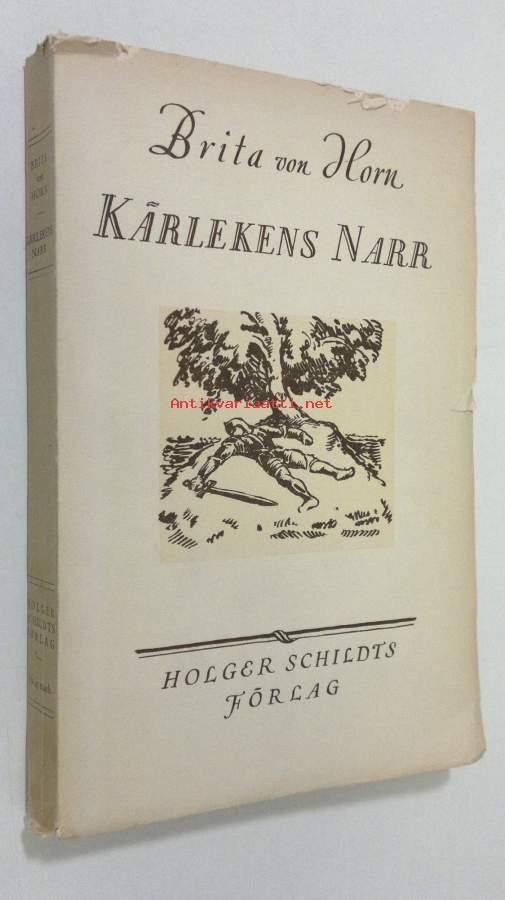 Brita von Horn
KÄRLEKENS NARR
Antikvariaatti.net
HOLGER SCHILDTS
FÖRLAG
BRITA
von
HORN
KÄRLEKENS
NARR
HOLGER
SCHILDTS
FÖRLAG